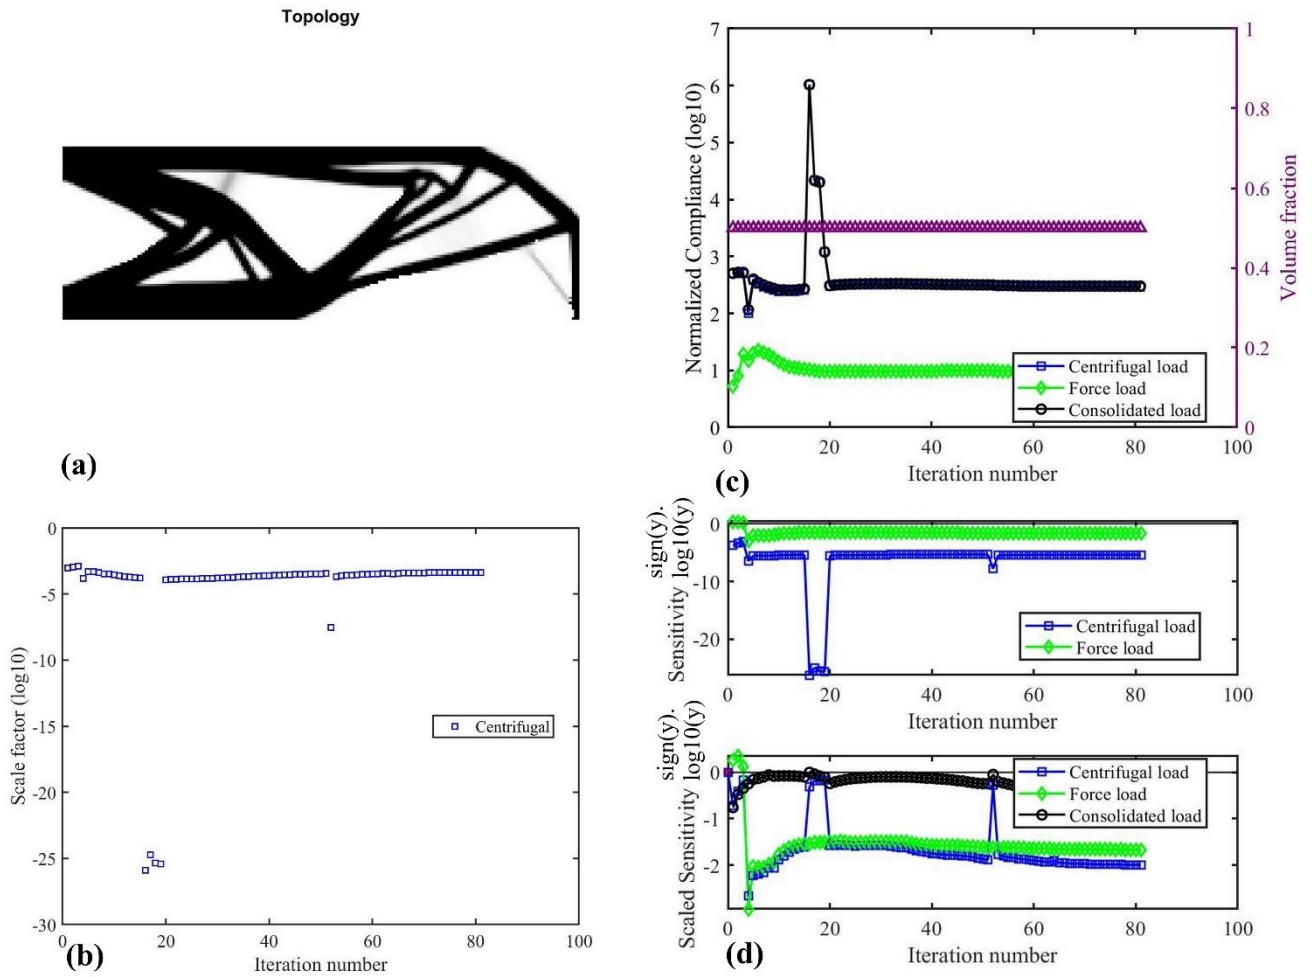 Topology
(a)
0
-5
-10
-15
-20
-25
-30
Scale factor (log10)
Centrifugal
0 20 40 60 80 100
Iteration number
(b)
7
6
5
4
3
2
1
0
Normalized Compliance (log10)
1
0.8
0.6
0.4
0.2
0
Volume fraction
Centrifugal load
Force load
Consolidated load
0 20 40 60 80 100
Iteration number
(c)
sign(y).
Sensitivity log10(y)
0
-10
-20
Centrifugal load
Force load
0 20 40 60 80 100
Iteration number
sign(y).
Scaled Sensitivity log10(y)
0
-1
-2
Centrifugal load
Force load
Consolidated load
0 20 40 60 80 100
Iteration number
(d)